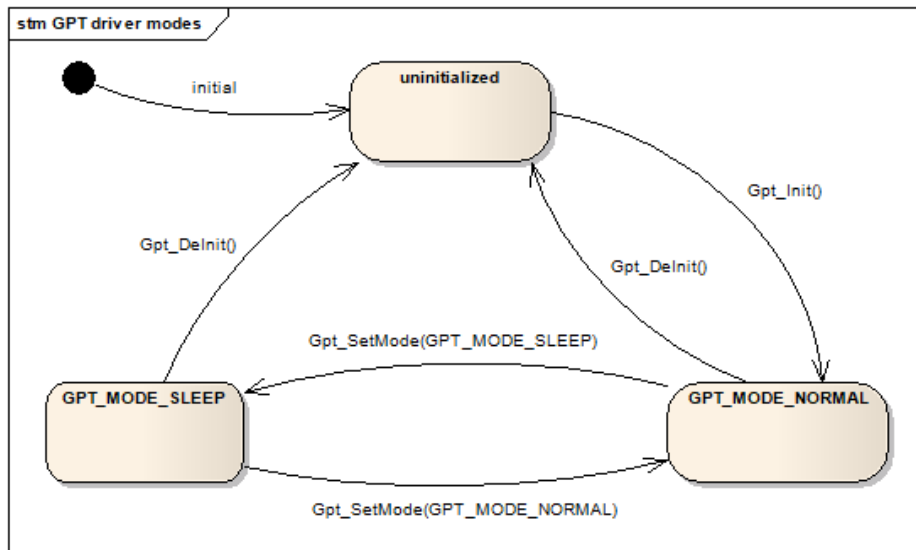 stm GPT driver modes
uninitialized
initial
Gpt_Init()
Gpt_DeInit()
Gpt_DeInit()
Gpt_SetMode(GPT_MODE_SLEEP)
GPT_MODE_SLEEP
GPT_MODE_NORMAL
Gpt_SetMode(GPT_MODE_NORMAL)